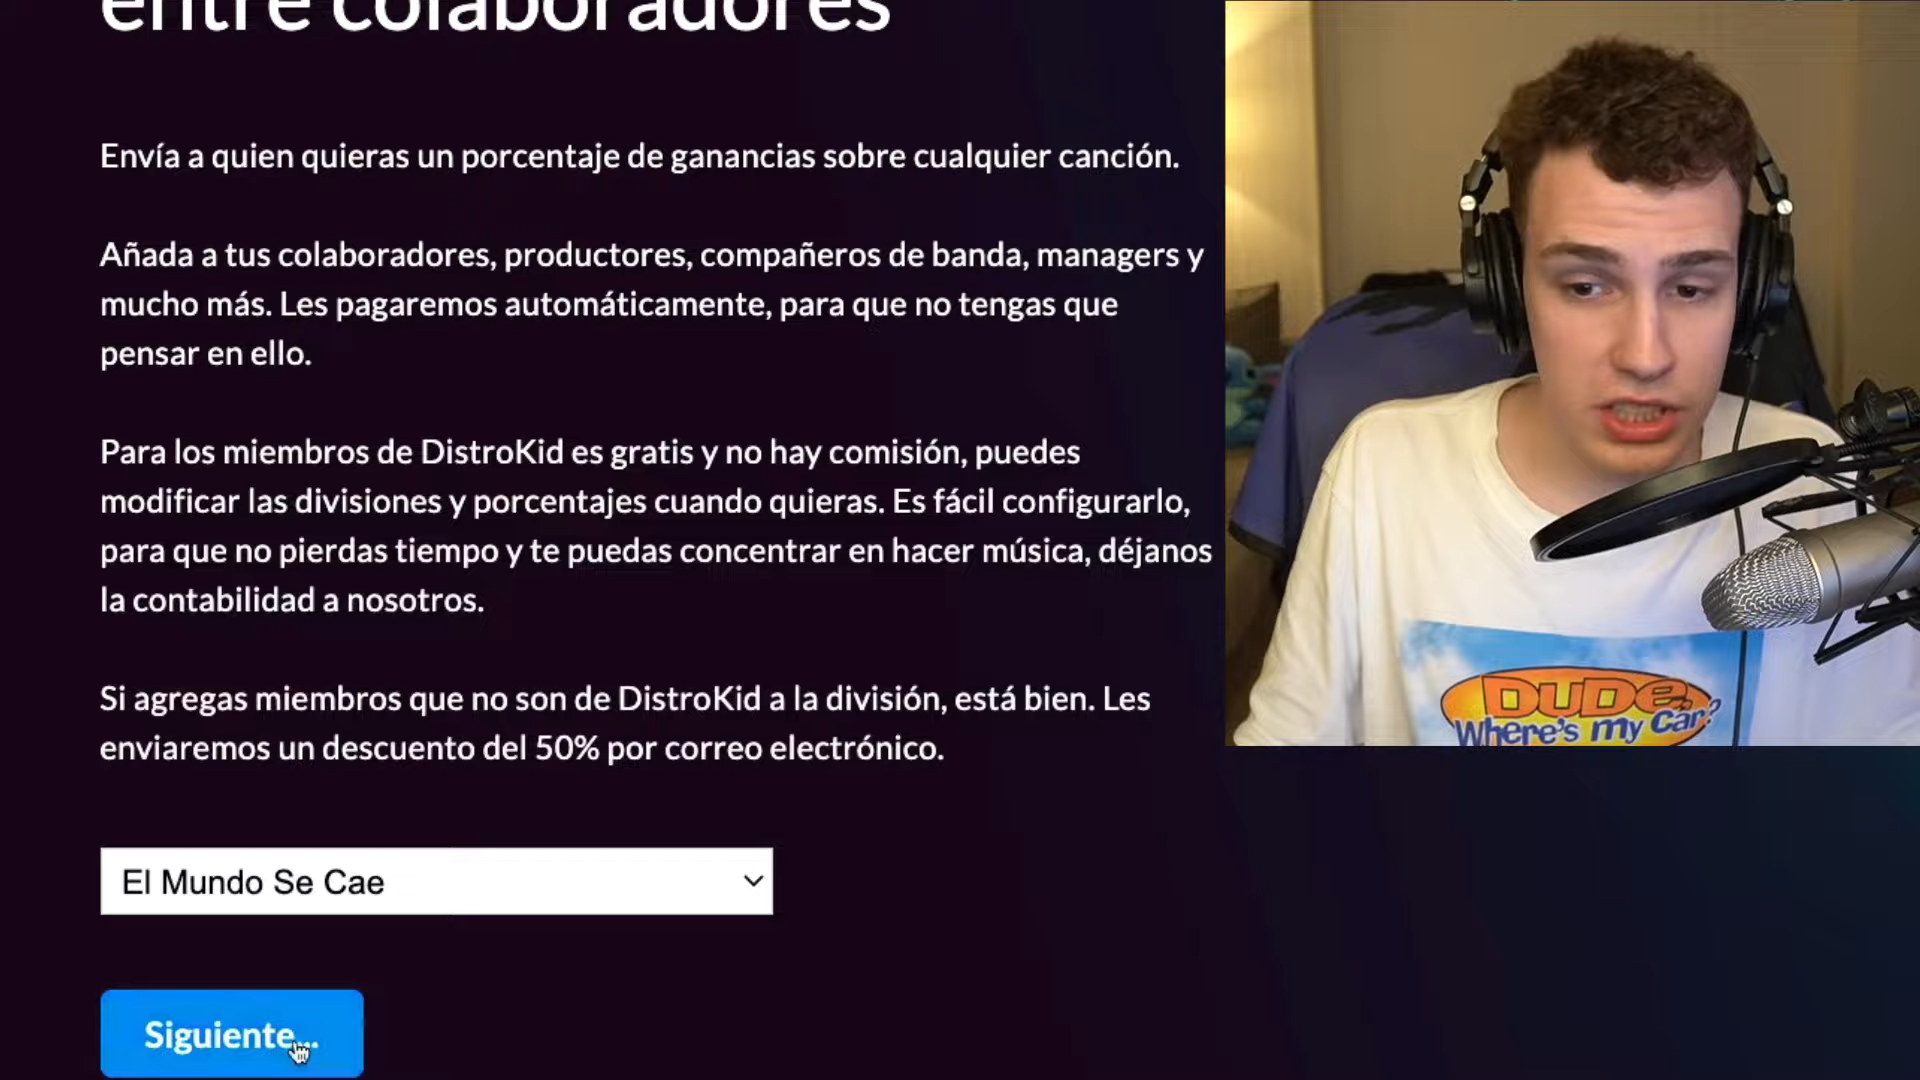 entre colaboradores
Envía a quien quieras un porcentaje de ganancias sobre cualquier canción.
Añada a tus colaboradores, productores, compañeros de banda, managers y
mucho más. Les pagaremos automáticamente, para que no tengas que
pensar en ello.
Para los miembros de DistroKid es gratis y no hay comisión, puedes
modificar las divisiones y porcentajes cuando quieras. Es fácil configurarlo,
para que no pierdas tiempo y te puedas concentrar en hacer música, déjanos
la contabilidad a nosotros.
Si agregas miembros que no son de DistroKid a la división, está bien. Les
enviaremos un descuento del 50% por correo electrónico.
El Mundo Se Cae
Siguiente...
DUDE,
Where's my Car?